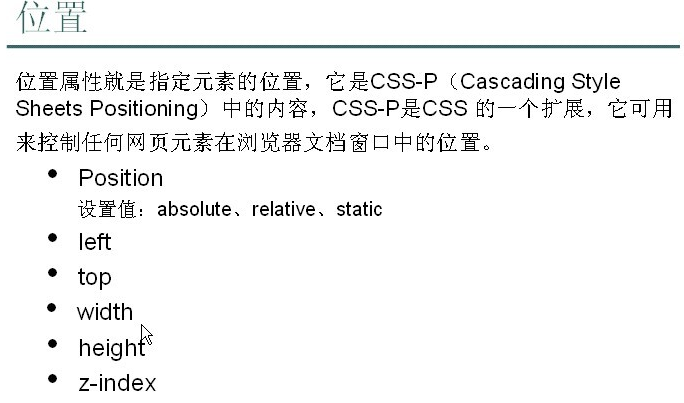 位置
位置属性就是指定元素的位置，它是CSS-P（Cascading Style
Sheets Positioning）中的内容，CSS-P是CSS 的一个扩展，它可用
来控制任何网页元素在浏览器文档窗口中的位置。
• Position
设置值：absolute、relative、static
• left
• top
• width
• height
• z-index